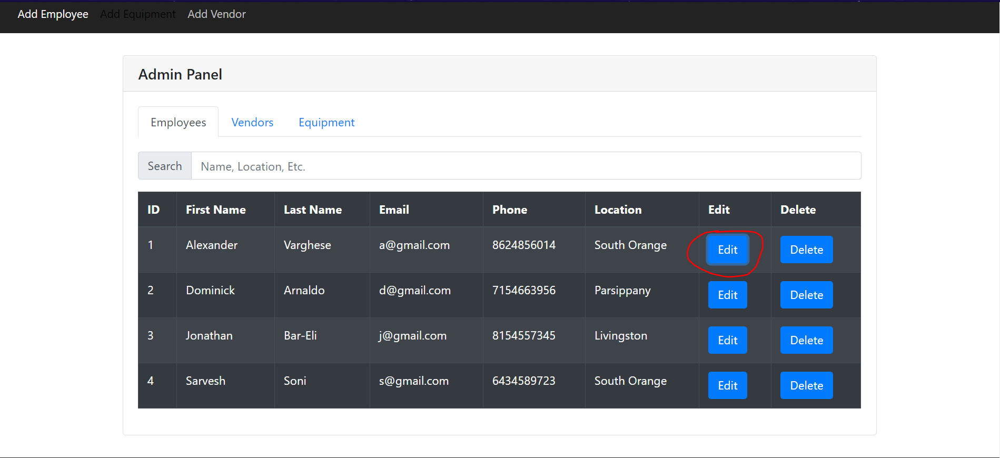 Add Employee Add Equipment Add Vendor
Admin Panel
Employees Vendors Equipment
Search Name, Location, Etc.
ID First Name Last Name Email Phone Location Edit Delete
1 Alexander Varghese a@gmail.com 8624856014 South Orange Edit Delete
2 Dominick Arnaldo d@gmail.com 7154663956 Parsippany Edit Delete
3 Jonathan Bar-Eli j@gmail.com 8154557345 Livingston Edit Delete
4 Sarvesh Soni s@gmail.com 6434589723 South Orange Edit Delete